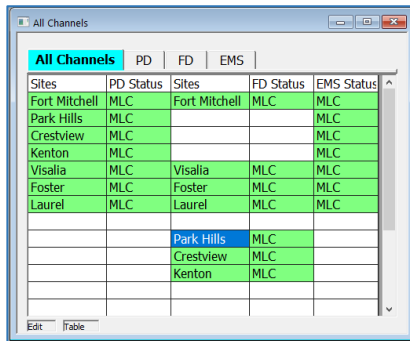 All Channels
All Channels PD FD EMS
Sites PD Status Sites FD Status EMS Status
Fort Mitchell MLC Fort Mitchell MLC MLC
Park Hills MLC MLC
Crestview MLC MLC
Kenton MLC MLC
Visalia MLC Visalia MLC MLC
Foster MLC Foster MLC MLC
Laurel MLC Laurel MLC MLC
Park Hills MLC
Crestview MLC
Kenton MLC
Edit Table